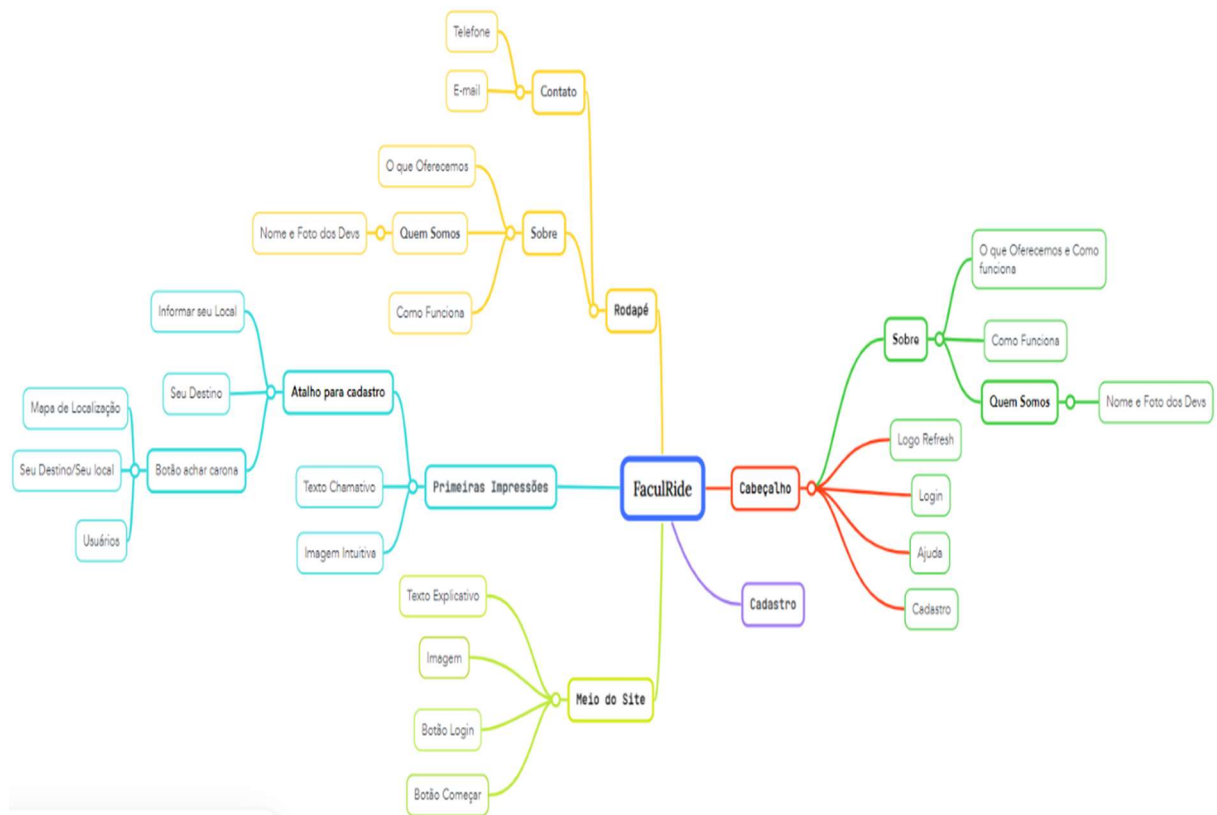 Telefone
E-mail
Contato
O que Oferecemos
Nome e Foto dos Devs
Quem Somos
Sobre
Como Funciona
Rodapé
Informar seu Local
Seu Destino
Atalho para cadastro
Mapa de Localização
Seu Destino/Seu local
Botão achar carona
Usuários
Texto Chamativo
Imagem Intuitiva
Primeiras Impressões
FaculRide
Cabeçalho
Sobre
O que Oferecemos e Como
funciona
Como Funciona
Quem Somos
Nome e Foto dos Devs
Logo Refresh
Login
Ajuda
Cadastro
Cadastro
Texto Explicativo
Imagem
Botão Login
Botão Começar
Meio do Site